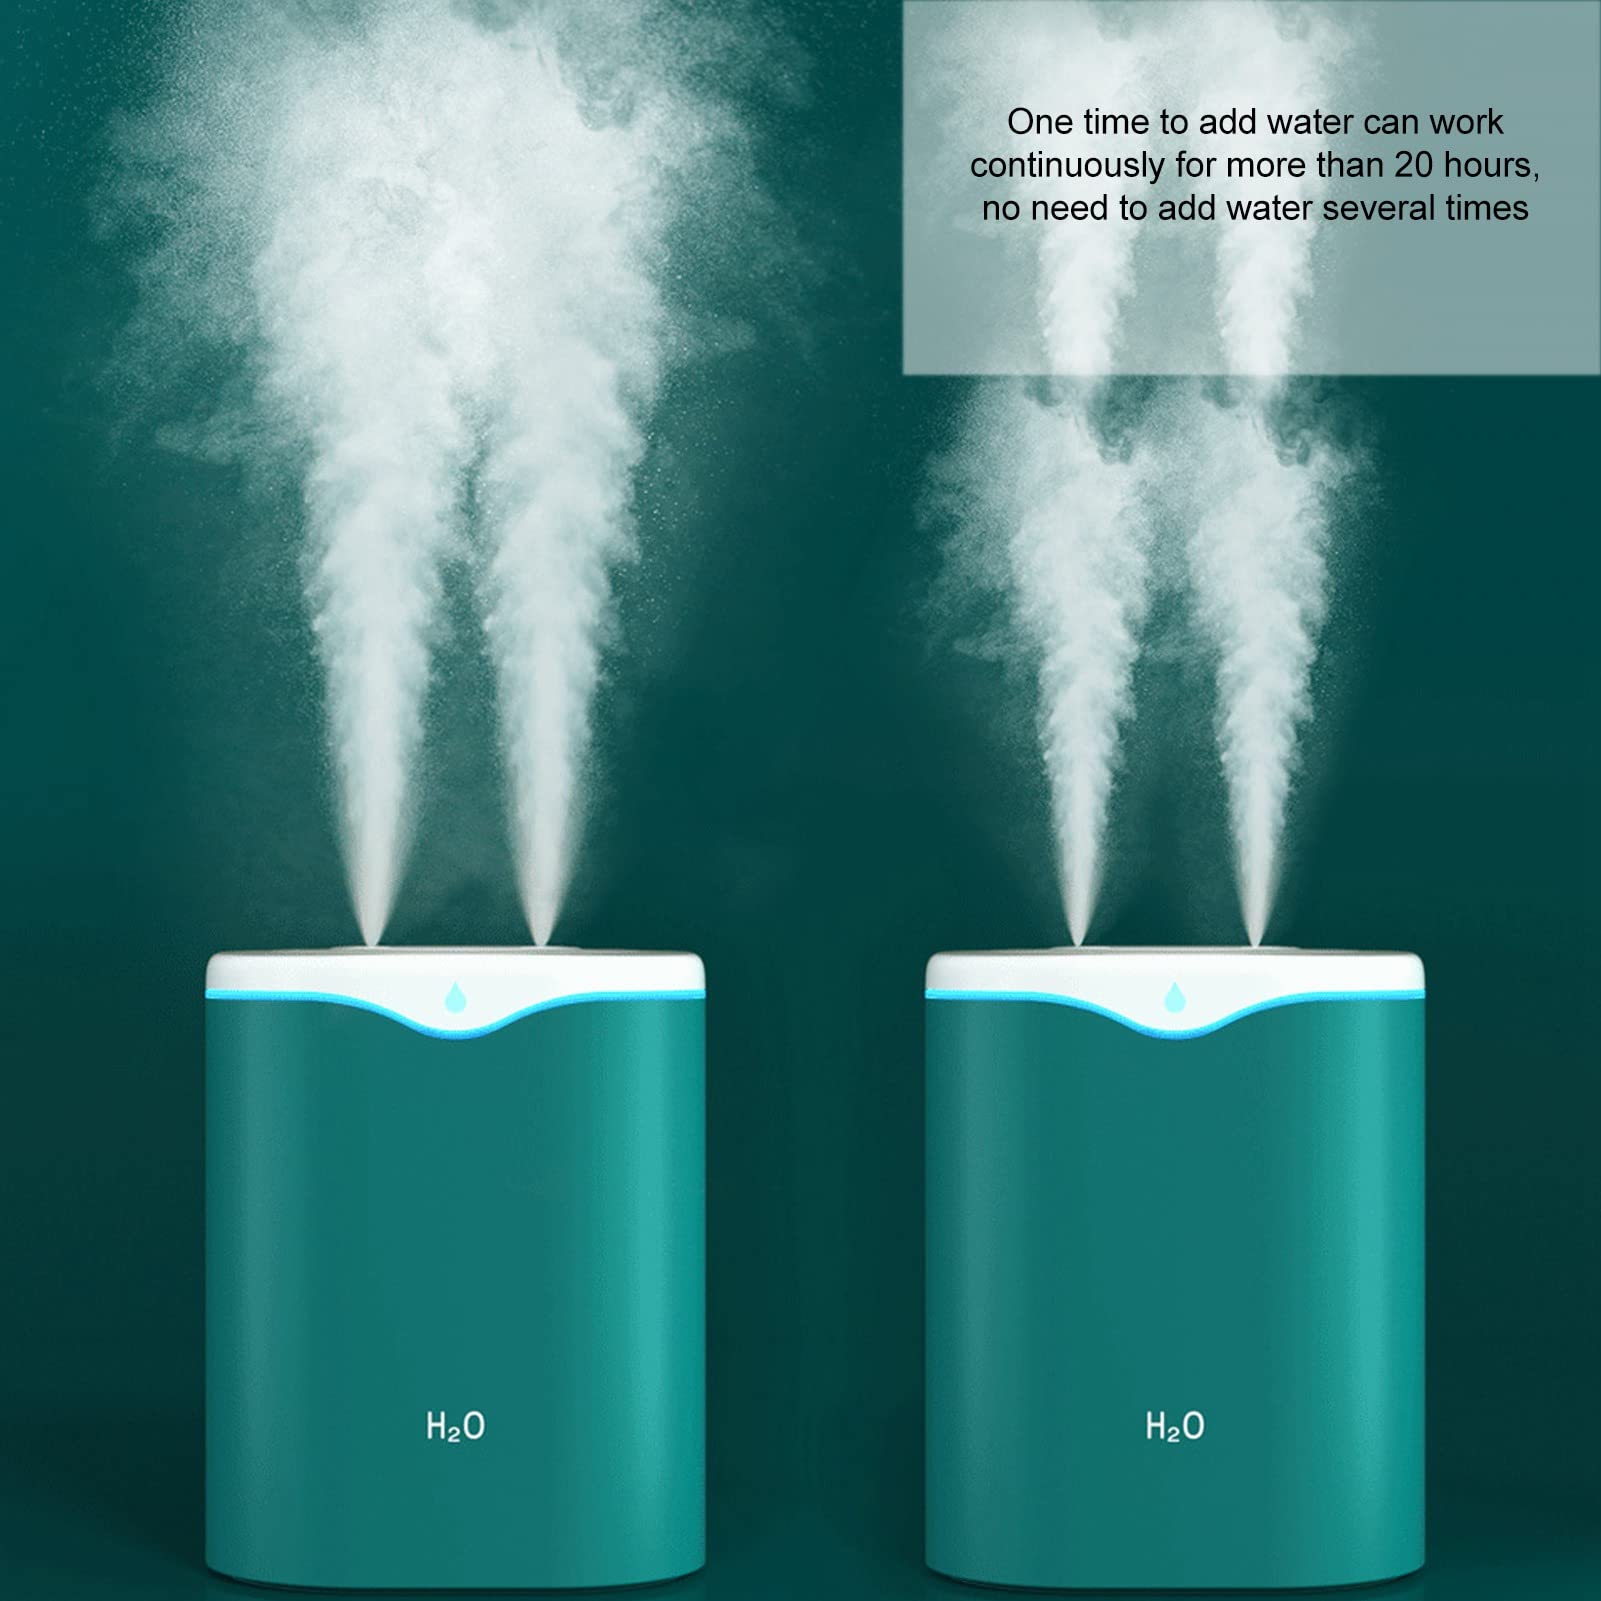 One time to add water can work
continuously for more than 20 hours,
no need to add water several times
H₂O
H₂O